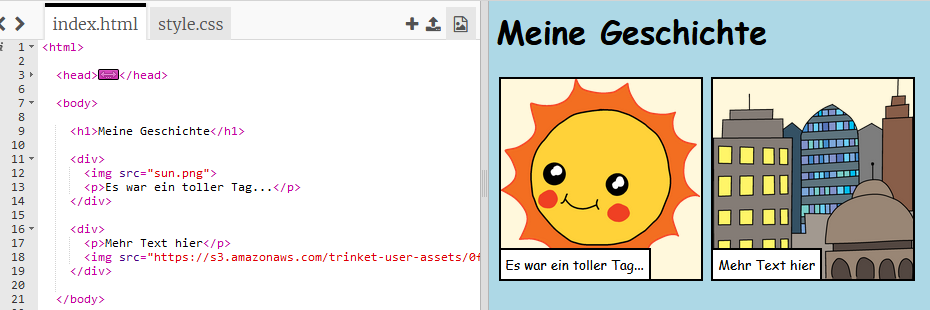 index.html
style.css
i 1 <html>
2
3 <head></head>
6
7 <body>
8
9 <h1>Meine Geschichte</h1>
10
11 <div>
12 <img src="sun.png">
13 <p>Es war ein toller Tag...</p>
14 </div>
15
16 <div>
17 <p>Mehr Text hier</p>
18 <img src="https://s3.amazonaws.com/trinket-user-assets/0f
19 </div>
20
21 </body>
Meine Geschichte
Es war ein toller Tag...
Mehr Text hier